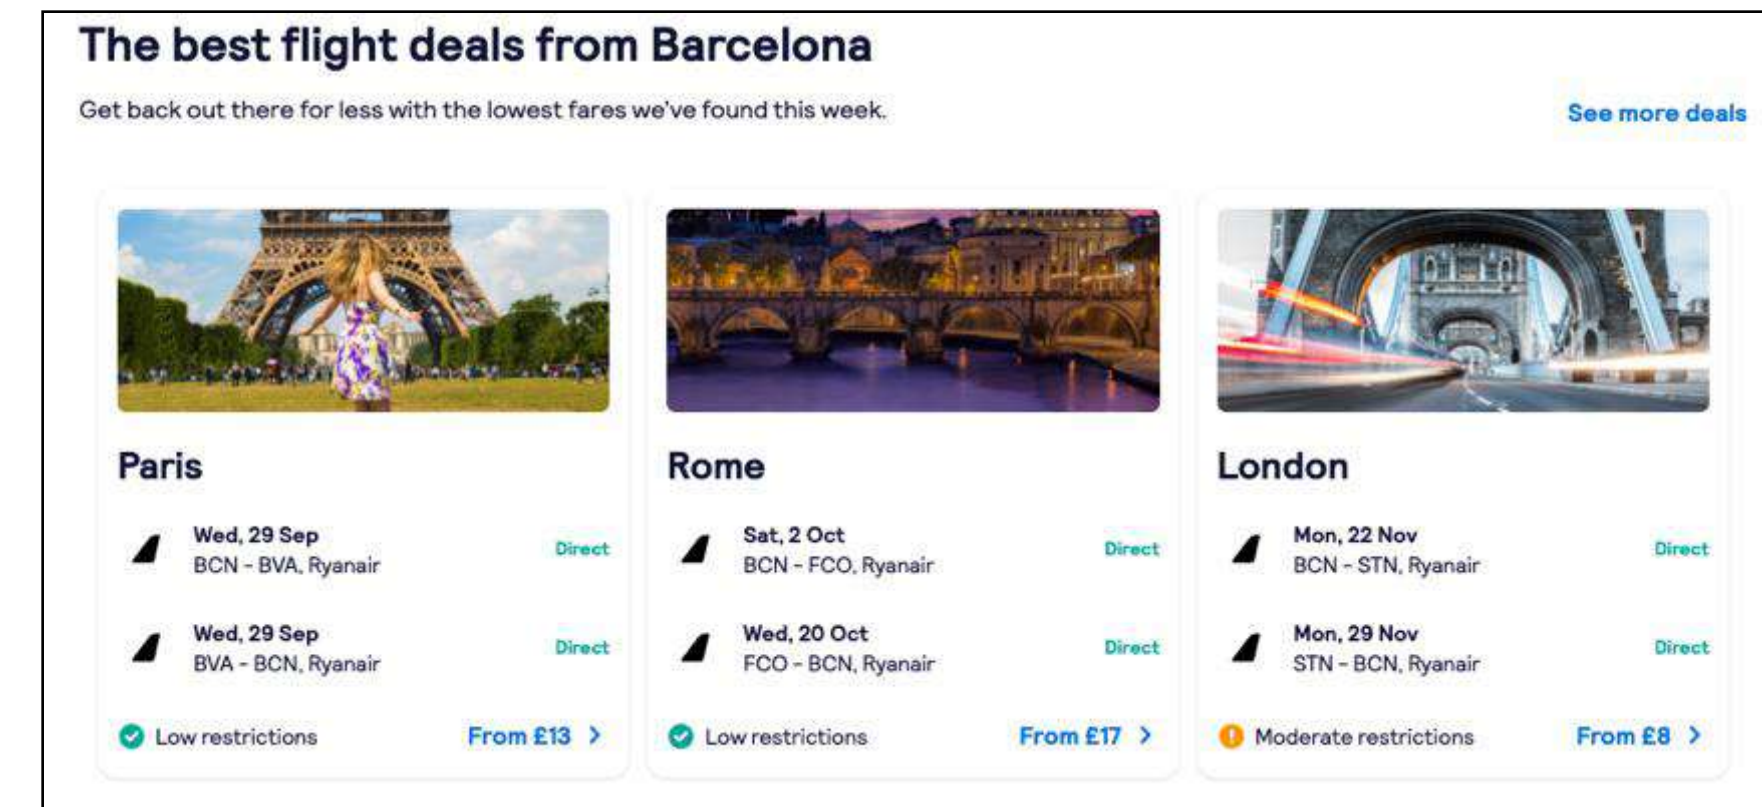 The best flight deals from Barcelona
Get back out there for less with the lowest fares we've found this week.
See more deals
Paris
Wed, 29 Sep
BCN - BVA, Ryanair
Direct
Wed, 29 Sep
BVA - BCN, Ryanair
Direct
Low restrictions
From £13 >
Rome
Sat, 2 Oct
BCN - FCO, Ryanair
Direct
Wed, 20 Oct
FCO - BCN, Ryanair
Direct
Low restrictions
From £17 >
London
Mon, 22 Nov
BCN - STN, Ryanair
Direct
Mon, 29 Nov
STN - BCN, Ryanair
Direct
Moderate restrictions
From £8 >